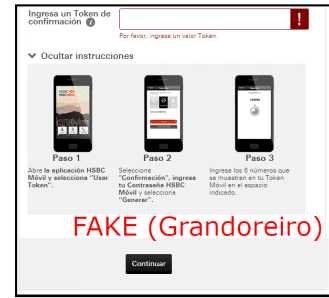 Ingresa un Token de
confirmación
Por favor, ingresa un valor Token.
Ocultar instrucciones
Paso 1
Abre la aplicación HSBC
Móvil y selecciona "Usar
Token".
Paso 2
Selecciona
"Confirmación", ingresa
tu Contraseña HSBC
Móvil y selecciona
"Generar".
Paso 3
Ingresa los 6 números que
se muestren en tu Token
Móvil en el espacio
indicado.
FAKE (Grandoreiro)
Continuar